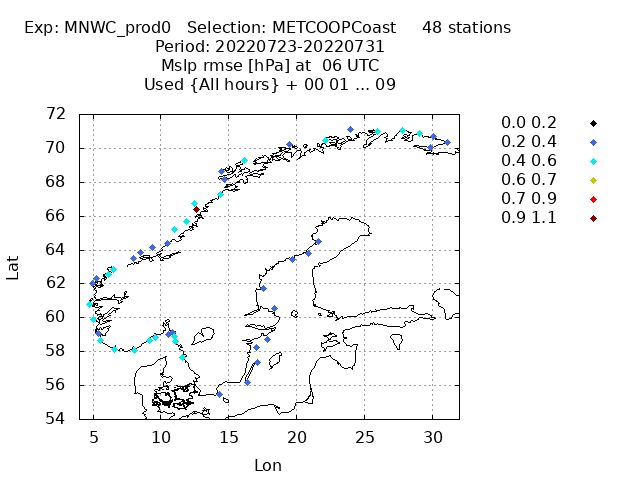 Exp: MNWC_prod0   Selection: METCOOPCoast     48 stations
Period: 20220723-20220731
Mslp rmse [hPa] at  06 UTC
Used {All hours} + 00 01 ... 09
0.0 0.2
0.2 0.4
0.4 0.6
0.6 0.7
0.7 0.9
0.9 1.1
72
70
68
66
64
62
60
58
56
54
Lat
5 10 15 20 25 30
Lon